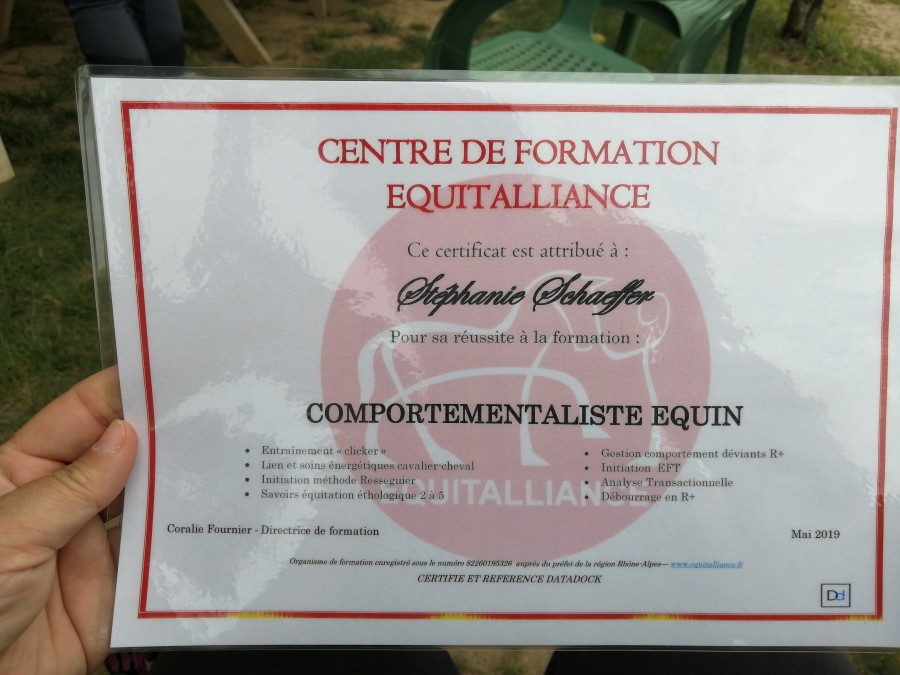 CENTRE DE FORMATION
EQUITALLIANCE
Ce certificat est attribué à :
Stéphanie Schaeffer
Pour sa réussite à la formation :
COMPORTEMENTALISTE EQUIN
• Entrainement « clicker »
• Lien et soins énergétiques cavalier-cheval
• Initiation méthode Resseguier
• Savoirs équitation éthologique 2 à 5
• Gestion comportement déviants R+
• Initiation EFT
• Analyse Transactionnelle
• Débourrage en R+
EQUITALLIANCE
Coralie Fournier - Directrice de formation
Mai 2019
Organisme de formation enregistré sous le numéro 82260195326 auprès du préfet de la région Rhône-Alpes— www.equitalliance.fr
CERTIFIE ET REFERENCE DATADOCK
Dd